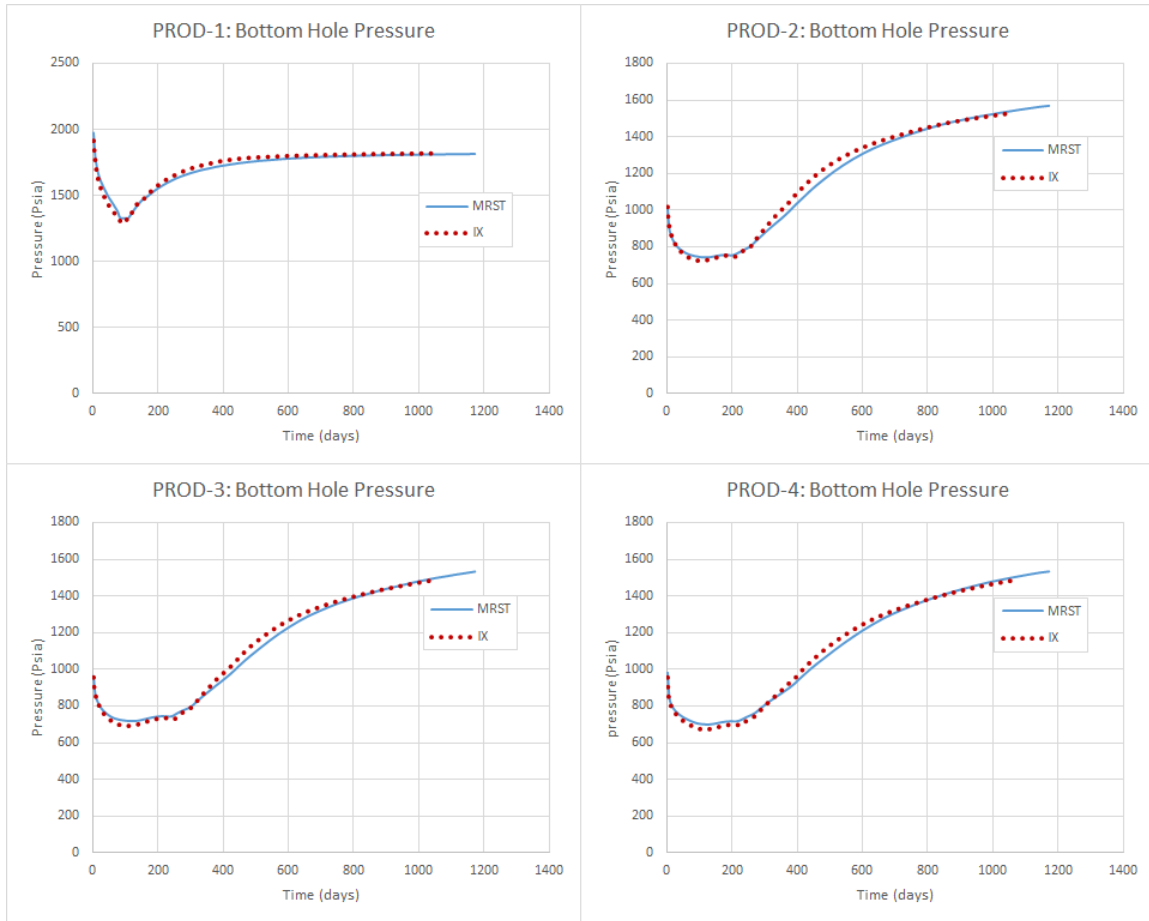 PROD-1: Bottom Hole Pressure
2500
2000
1500
1000
500
0
Pressure (Psia)
MRST
IX
0 200 400 600 800 1000 1200 1400
Time (days)
PROD-2: Bottom Hole Pressure
1800
1600
1400
1200
1000
800
600
400
200
0
Pressure (Psia)
MRST
IX
0 200 400 600 800 1000 1200 1400
Time (days)
PROD-3: Bottom Hole Pressure
1800
1600
1400
1200
1000
800
600
400
200
0
Pressure (Psia)
MRST
IX
0 200 400 600 800 1000 1200 1400
Time (days)
PROD-4: Bottom Hole Pressure
1800
1600
1400
1200
1000
800
600
400
200
0
pressure (Psia)
MRST
IX
0 200 400 600 800 1000 1200 1400
Time (days)